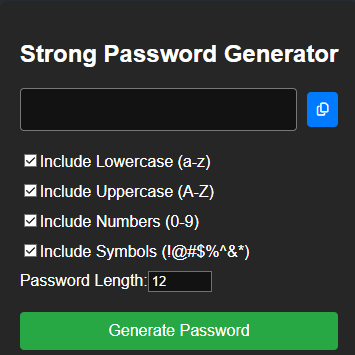 Strong Password Generator
Include Lowercase (a-z)
Include Uppercase (A-Z)
Include Numbers (0-9)
Include Symbols (!@#$%^&*)
Password Length: 12
Generate Password